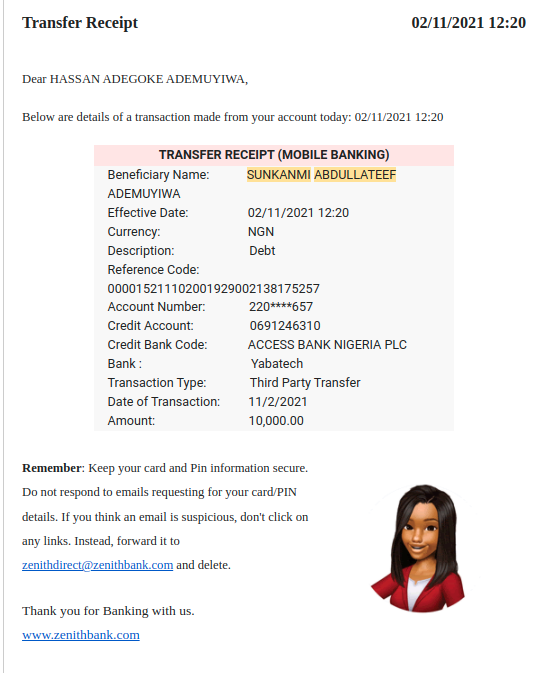 Transfer Receipt 02/11/2021 12:20
Dear HASSAN ADEGOKE ADEMUYIWA,
Below are details of a transaction made from your account today: 02/11/2021 12:20
TRANSFER RECEIPT (MOBILE BANKING)
Beneficiary Name: SUNKANMI ABDULLATEEF
ADEMUYIWA
Effective Date: 02/11/2021 12:20
Currency: NGN
Description: Debt
Reference Code:
000015211102001929002138175257
Account Number: 220****657
Credit Account: 0691246310
Credit Bank Code: ACCESS BANK NIGERIA PLC
Bank : Yabatech
Transaction Type: Third Party Transfer
Date of Transaction: 11/2/2021
Amount: 10,000.00
Remember: Keep your card and Pin information secure.
Do not respond to emails requesting for your card/PIN
details. If you think an email is suspicious, don't click on
any links. Instead, forward it to
zenithdirect@zenithbank.com and delete.
Thank you for Banking with us.
www.zenithbank.com